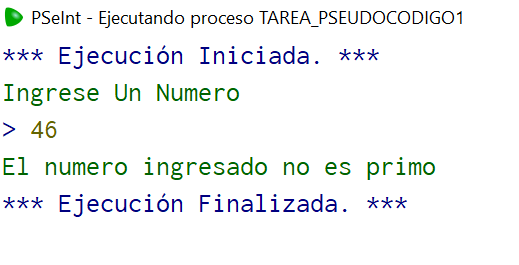 PSeInt - Ejecutando proceso TAREA_PSEUDOCODIGO1
*** Ejecución Iniciada. ***
Ingrese Un Numero
> 46
El numero ingresado no es primo
*** Ejecución Finalizada. ***